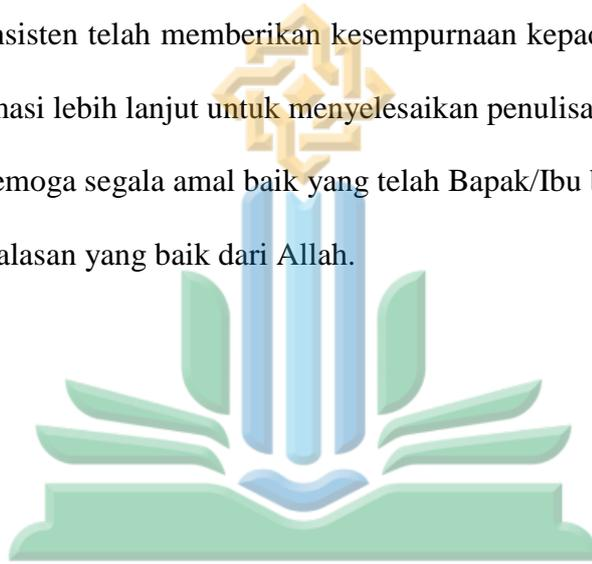 nsisten telah memberikan kesempurnaan kepad
nasi lebih lanjut untuk menyelesaikan penulisa
emoga segala amal baik yang telah Bapak/Ibu b
alasan yang baik dari Allah.